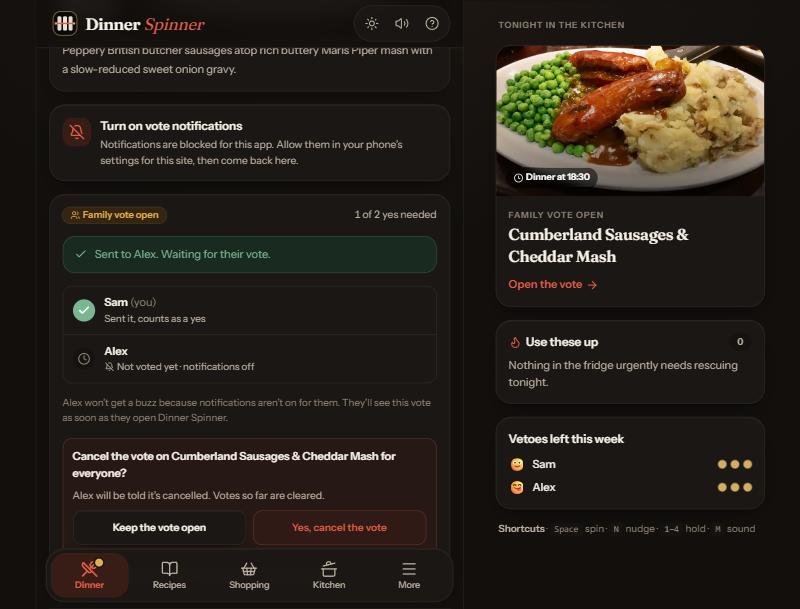 Dinner Spinner
Peppery British butcher sausages atop rich buttery Maris Piper mash with
a slow-reduced sweet onion gravy.
Turn on vote notifications
Notifications are blocked for this app. Allow them in your phone's
settings for this site, then come back here.
Family vote open
1 of 2 yes needed
Sent to Alex. Waiting for their vote.
Sam (you)
Sent it, counts as a yes
Alex
Not voted yet · notifications off
Alex won't get a buzz because notifications aren't on for them. They'll see this vote
as soon as they open Dinner Spinner.
Cancel the vote on Cumberland Sausages & Cheddar Mash for
everyone?
Alex will be told it's cancelled. Votes so far are cleared.
Keep the vote open
Yes, cancel the vote
Dinner
Recipes
Shopping
Kitchen
More
TONIGHT IN THE KITCHEN
Dinner at 18:30
FAMILY VOTE OPEN
Cumberland Sausages &
Cheddar Mash
Open the vote →
Use these up
0
Nothing in the fridge urgently needs rescuing
tonight.
Vetoes left this week
Sam
Alex
Shortcuts · Space spin · N nudge · 1–4 hold · M sound